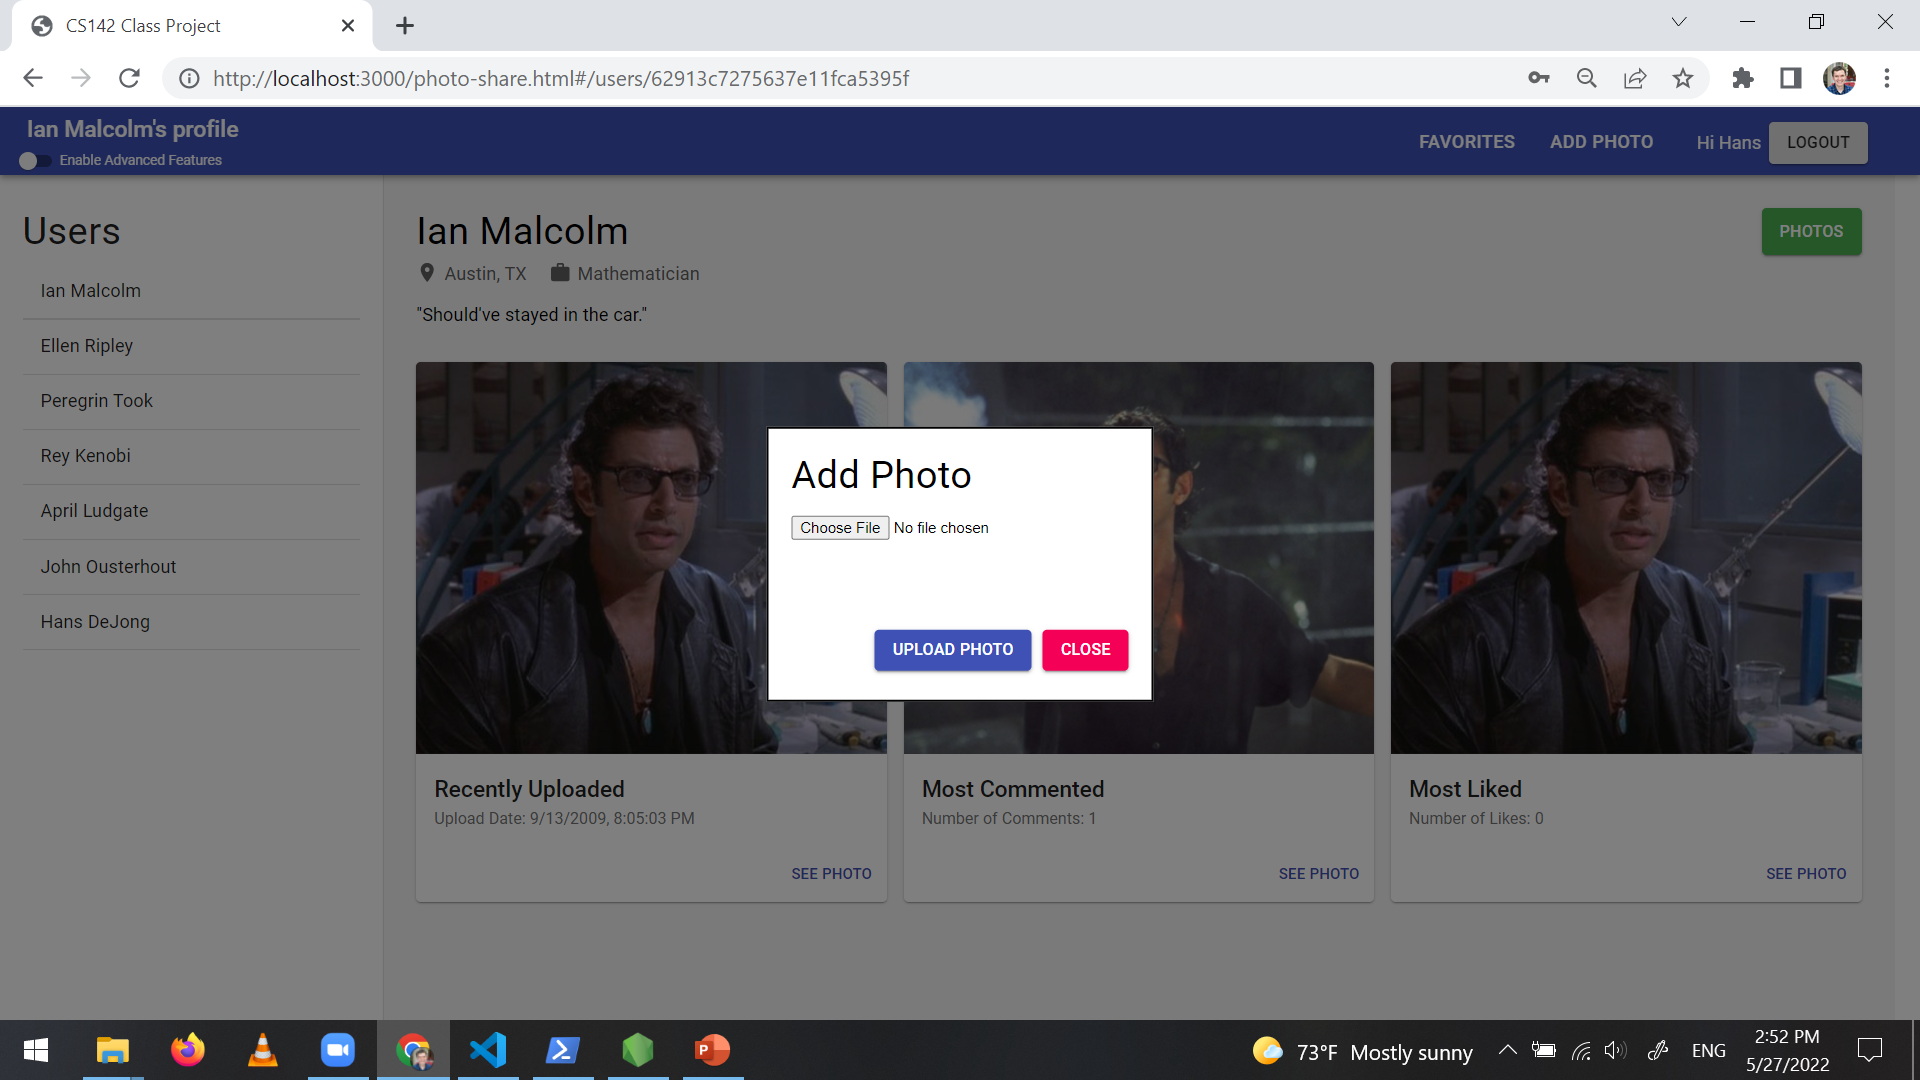 CS142 Class Project
http://localhost:3000/photo-share.html#/users/62913c7275637e11fca5395f
Ian Malcolm's profile
Enable Advanced Features
FAVORITES
ADD PHOTO
Hi Hans
LOGOUT
Users
Ian Malcolm
Ellen Ripley
Peregrin Took
Rey Kenobi
April Ludgate
John Ousterhout
Hans DeJong
Ian Malcolm
PHOTOS
Austin, TX
Mathematician
"Should've stayed in the car."
Add Photo
Choose File No file chosen
UPLOAD PHOTO
CLOSE
Recently Uploaded
Upload Date: 9/13/2009, 8:05:03 PM
SEE PHOTO
Most Commented
Number of Comments: 1
SEE PHOTO
Most Liked
Number of Likes: 0
SEE PHOTO
73°F Mostly sunny
ENG
2:52 PM
5/27/2022